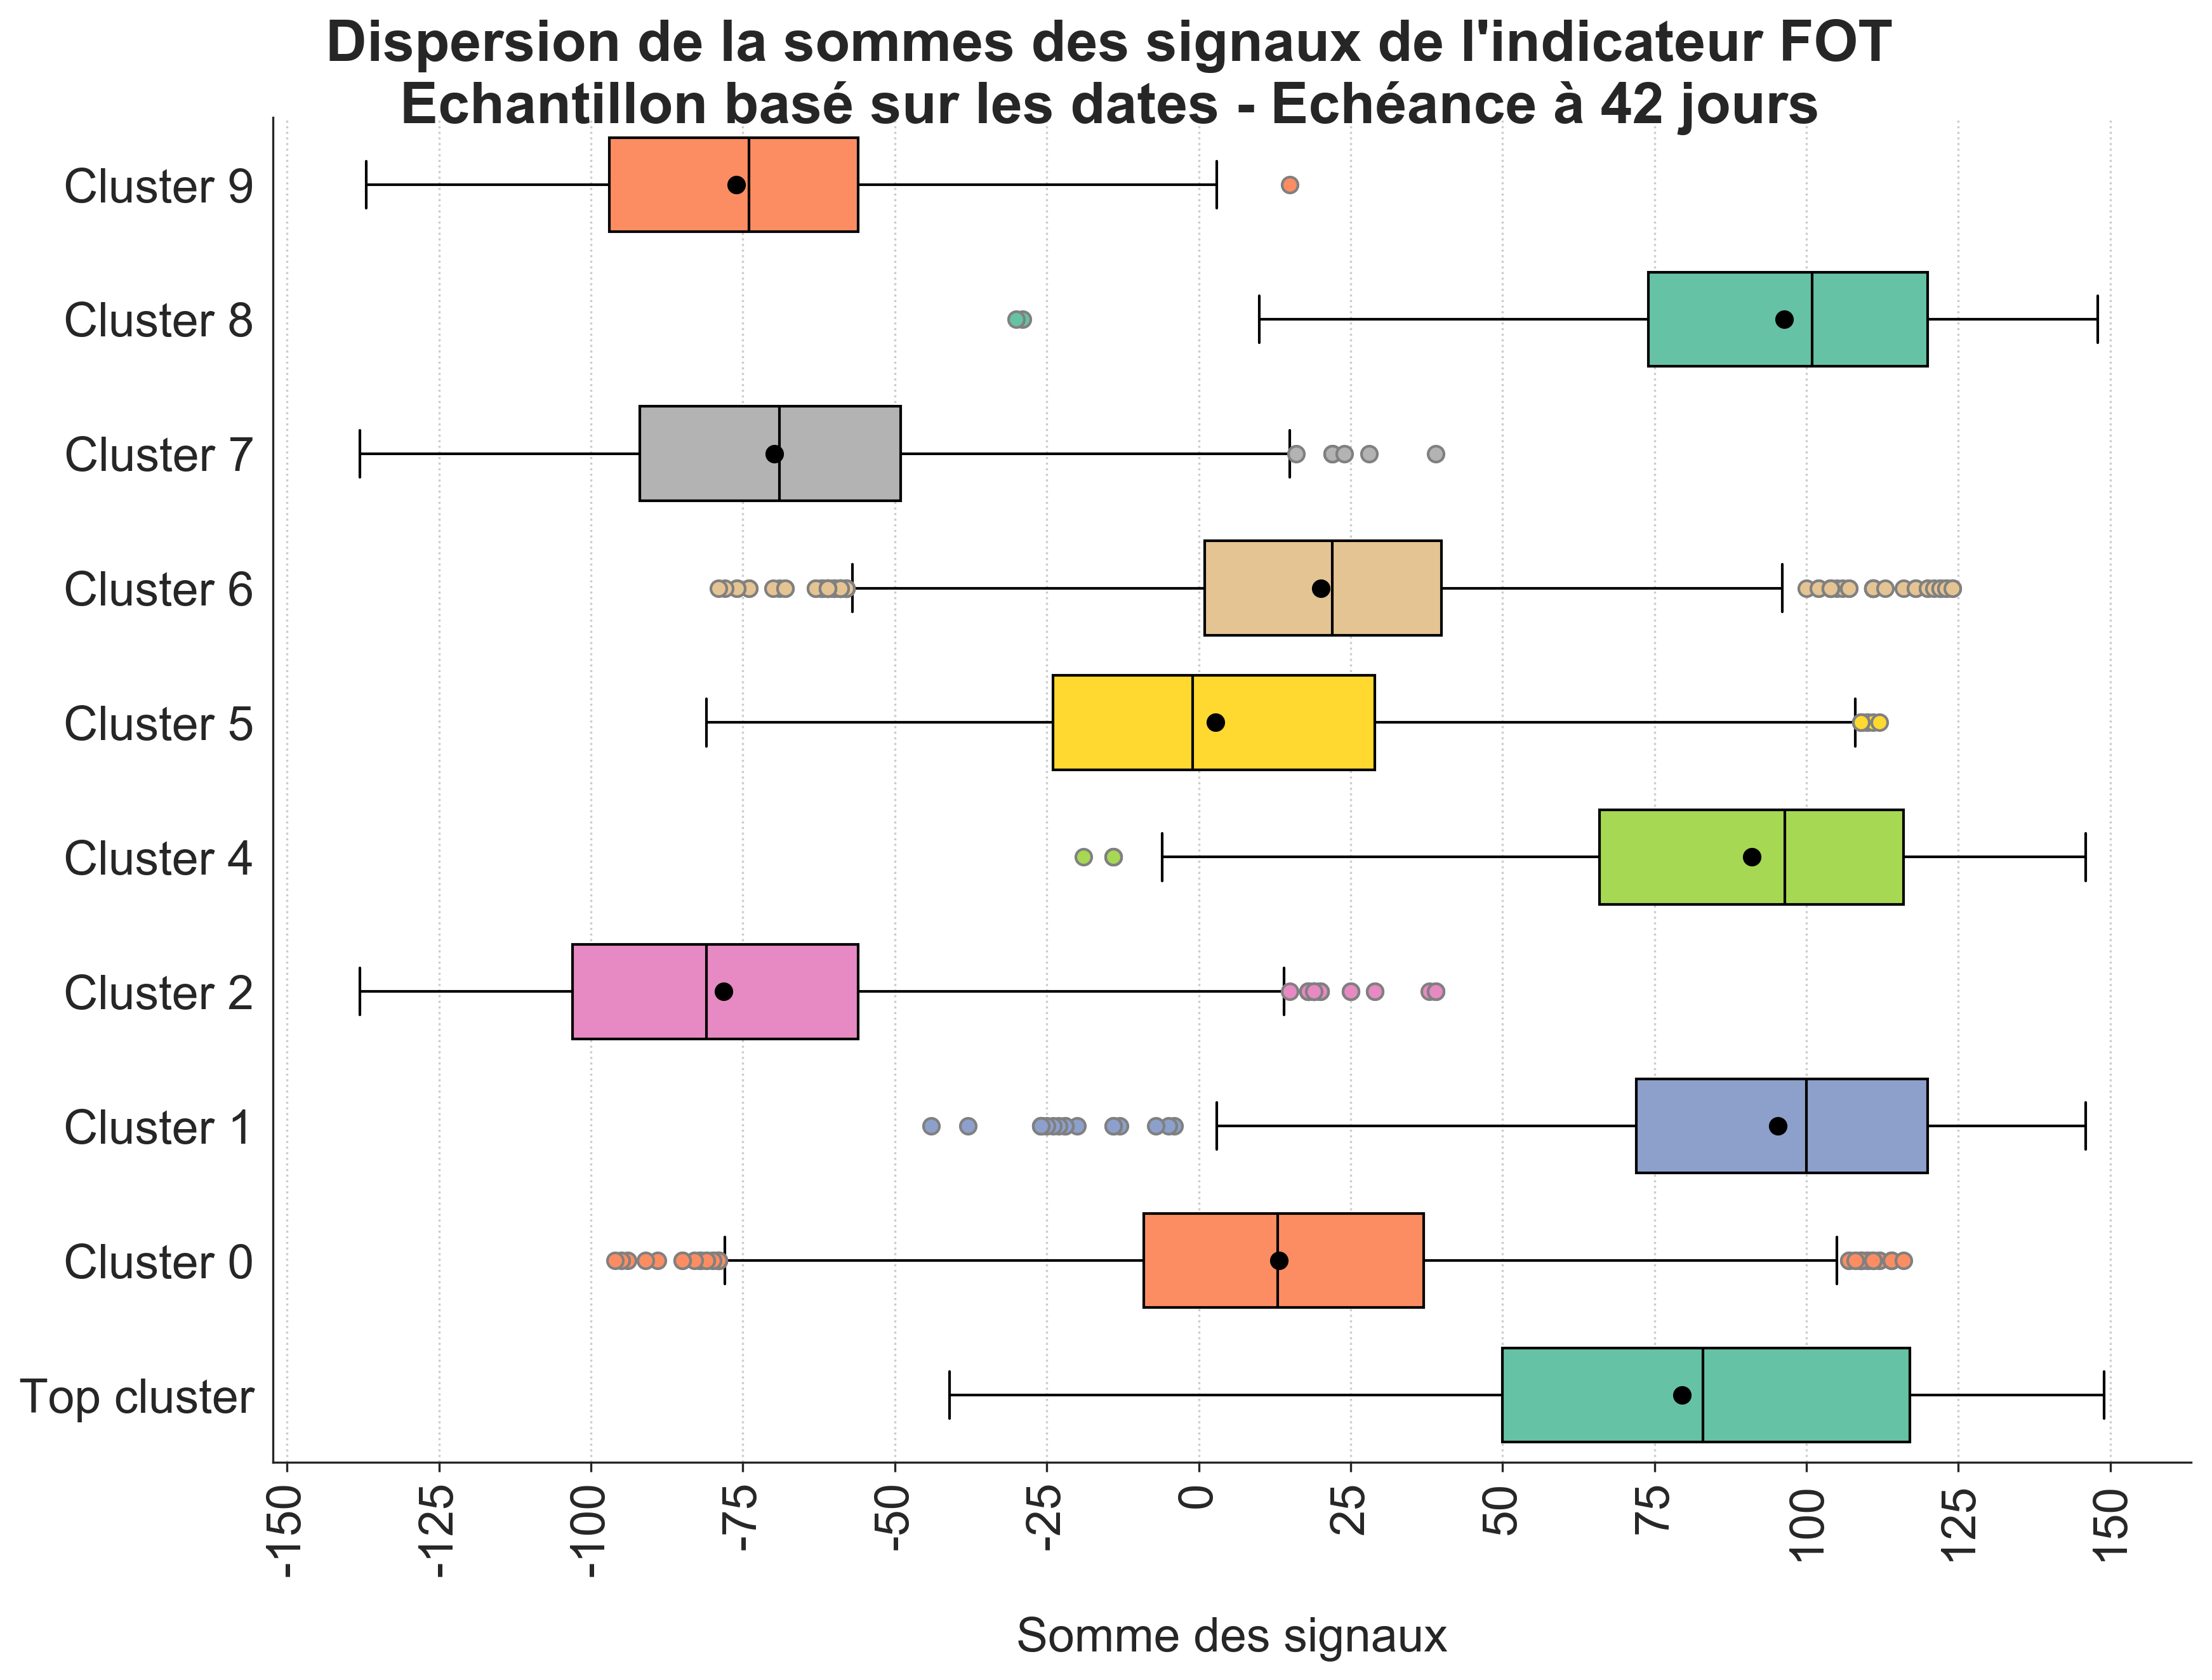 Dispersion de la sommes des signaux de l'indicateur FOT
Echantillon basé sur les dates - Echéance à 42 jours
Cluster 9
Cluster 8
Cluster 7
Cluster 6
Cluster 5
Cluster 4
Cluster 2
Cluster 1
Cluster 0
Top cluster
-150
-125
-100
-75
-50
-25
0
25
50
75
100
125
150
Somme des signaux